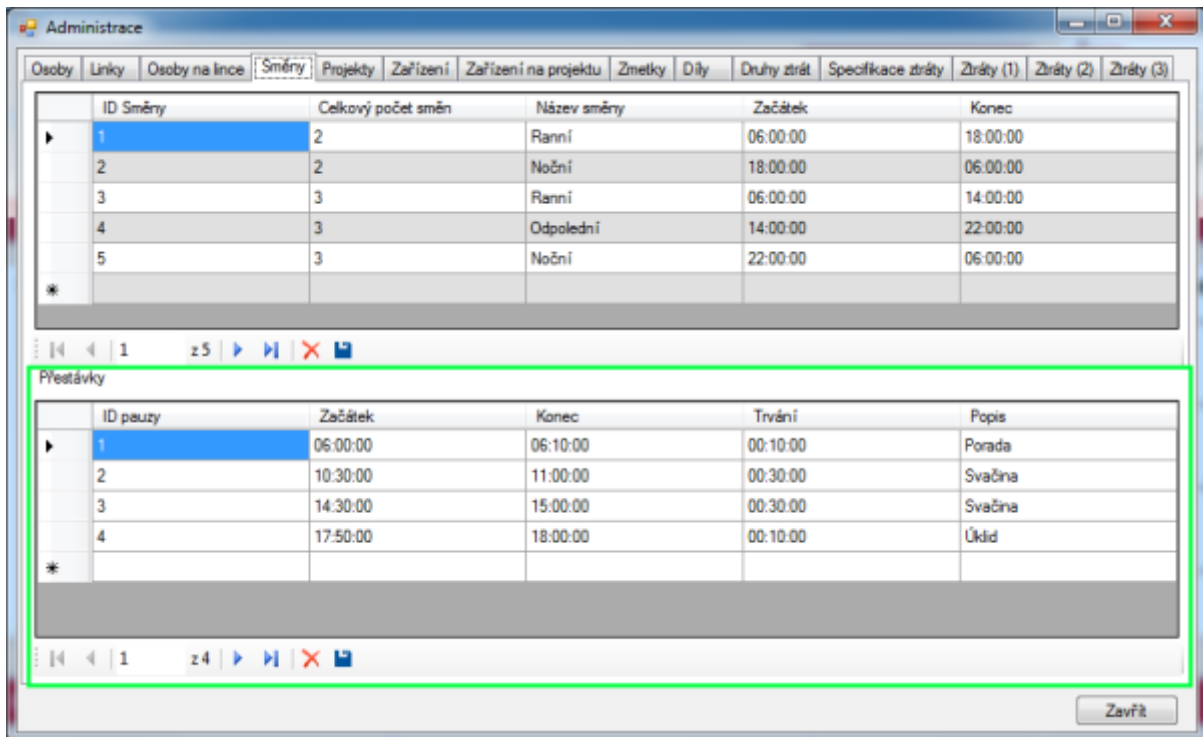 Administrace
Osoby Linky Osoby na lince Směny Projekty Zařízení Zařízení na projektu Zmetky Díly Druhy ztrát Specifikace ztráty Ztráty (1) Ztráty (2) Ztráty (3)
ID Směny Celkový počet směn Název směny Začátek Konec
1 2 Ranní 06:00:00 18:00:00
2 2 Noční 18:00:00 06:00:00
3 3 Ranní 06:00:00 14:00:00
4 3 Odpolední 14:00:00 22:00:00
5 3 Noční 22:00:00 06:00:00
1 z 5
Přestávky
ID pauzy Začátek Konec Trvání Popis
1 06:00:00 06:10:00 00:10:00 Porada
2 10:30:00 11:00:00 00:30:00 Svačina
3 14:30:00 15:00:00 00:30:00 Svačina
4 17:50:00 18:00:00 00:10:00 Úklid
1 z 4
Zavřít